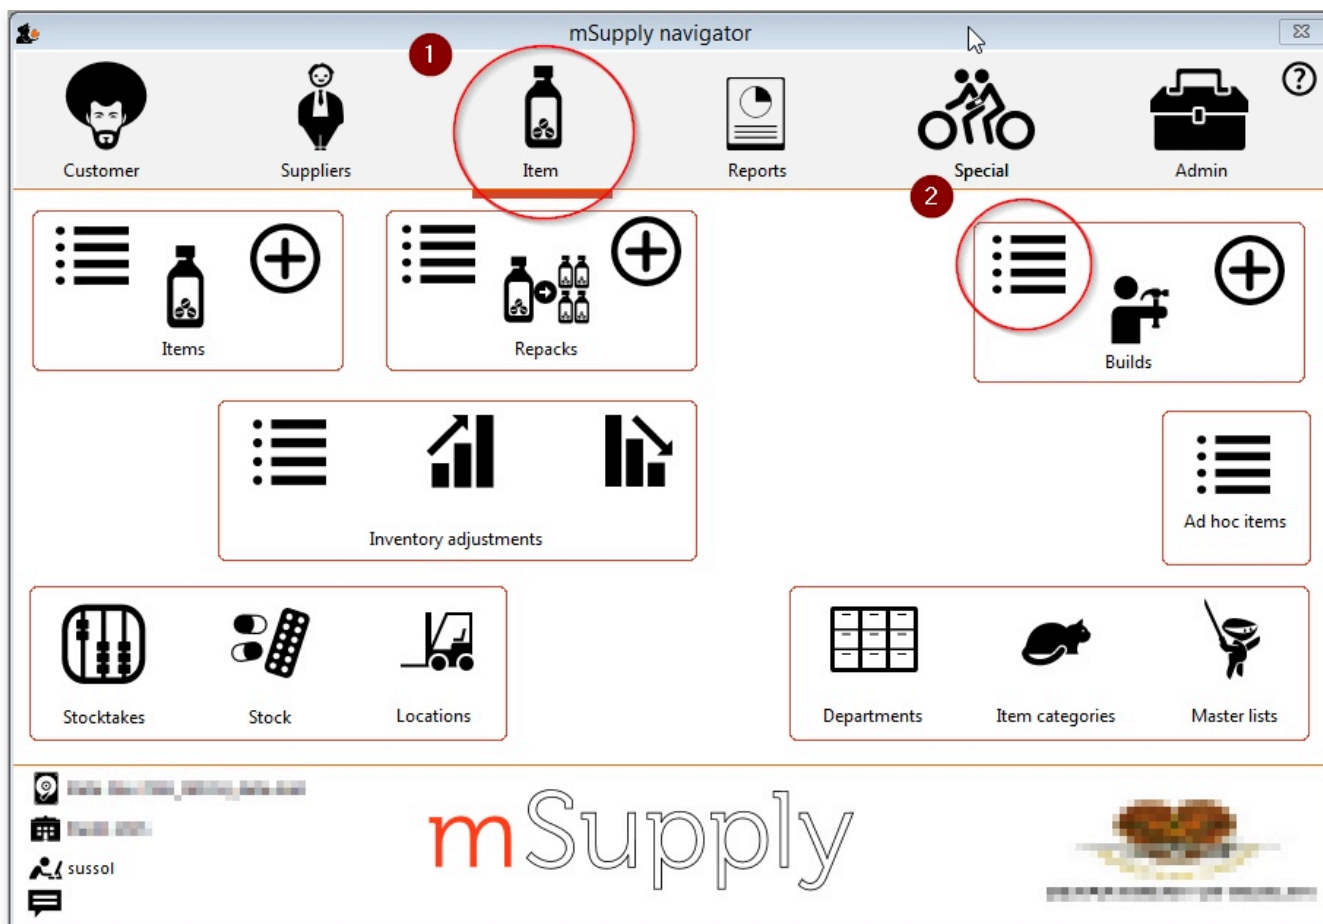 mSupply navigator
1
Customer
Suppliers
Item
Reports
Special
Admin
?
2
Items
Repacks
Builds
Inventory adjustments
Ad hoc items
Stocktakes
Stock
Locations
Departments
Item categories
Master lists
sussol
mSupply